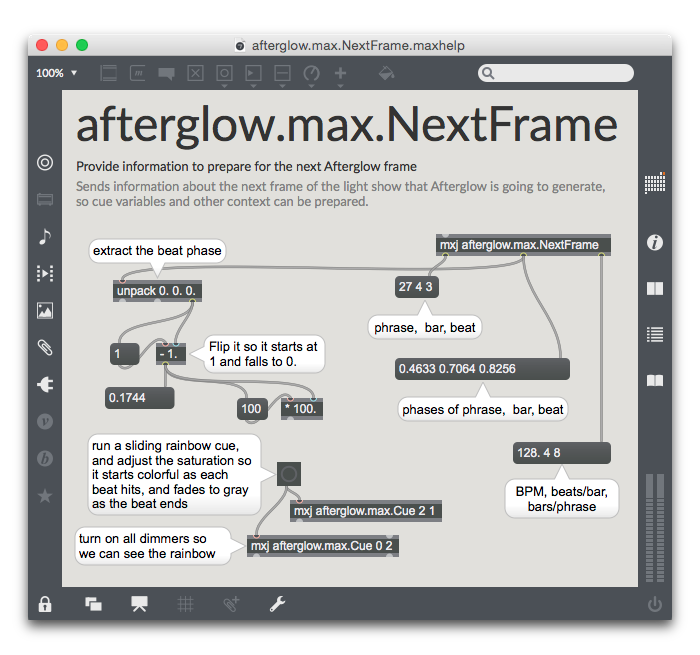 afterglow.max.NextFrame.maxhelp
100% ▼
afterglow.max.NextFrame
Provide information to prepare for the next Afterglow frame
Sends information about the next frame of the light show that Afterglow is going to generate,
so cue variables and other context can be prepared.
extract the beat phase
mxj afterglow.max.NextFrame
unpack 0. 0. 0.
27 4 3
phrase, bar, beat
1
- 1.
Flip it so it starts at
1 and falls to 0.
0.4633 0.7064 0.8256
0.1744
100
* 100.
phases of phrase, bar, beat
run a sliding rainbow cue,
and adjust the saturation so
it starts colorful as each
beat hits, and fades to gray
as the beat ends
128. 4 8
BPM, beats/bar,
bars/phrase
mxj afterglow.max.Cue 2 1
turn on all dimmers so
we can see the rainbow
mxj afterglow.max.Cue 0 2